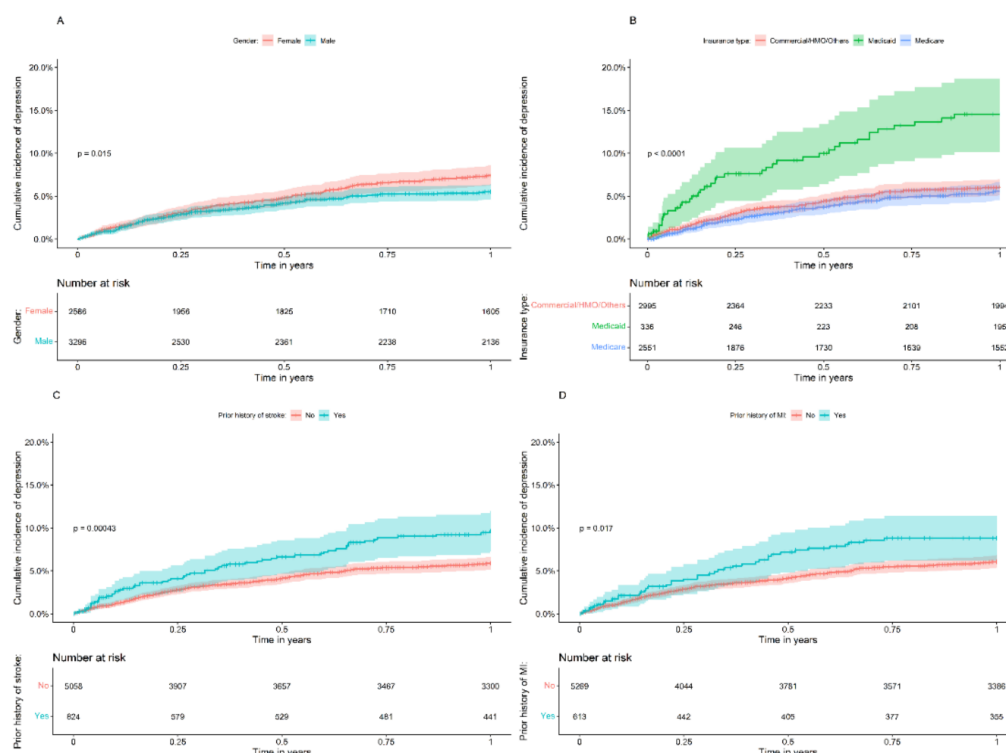 A
Gender: Female Male
Cumulative incidence of depression
20.0%
15.0%
10.0%
5.0%
0.0%
p = 0.015
0 0.25 0.5 0.75 1
Time in years
Number at risk
Gender:
Female 2586 1956 1825 1710 1605
Male 3296 2530 2361 2238 2136
0 0.25 0.5 0.75 1
Time in years
B
Insurance type: Commercial/HMO/Others Medicaid Medicare
Cumulative incidence of depression
20.0%
15.0%
10.0%
5.0%
0.0%
p < 0.0001
0 0.25 0.5 0.75 1
Time in years
Number at risk
Insurance type:
Commercial/HMO/Others 2995 2364 2233 2101 1994
Medicaid 336 246 223 208 195
Medicare 2551 1876 1730 1639 1552
0 0.25 0.5 0.75 1
Time in years
C
Prior history of stroke: No Yes
Cumulative incidence of depression
20.0%
15.0%
10.0%
5.0%
0.0%
p = 0.00043
0 0.25 0.5 0.75 1
Time in years
Number at risk
Prior history of stroke:
No 5058 3907 3657 3467 3300
Yes 824 579 529 481 441
0 0.25 0.5 0.75 1
Time in years
D
Prior history of MI: No Yes
Cumulative incidence of depression
20.0%
15.0%
10.0%
5.0%
0.0%
p = 0.017
0 0.25 0.5 0.75 1
Time in years
Number at risk
Prior history of MI:
No 5269 4044 3781 3571 3386
Yes 613 442 405 377 355
0 0.25 0.5 0.75 1
Time in years